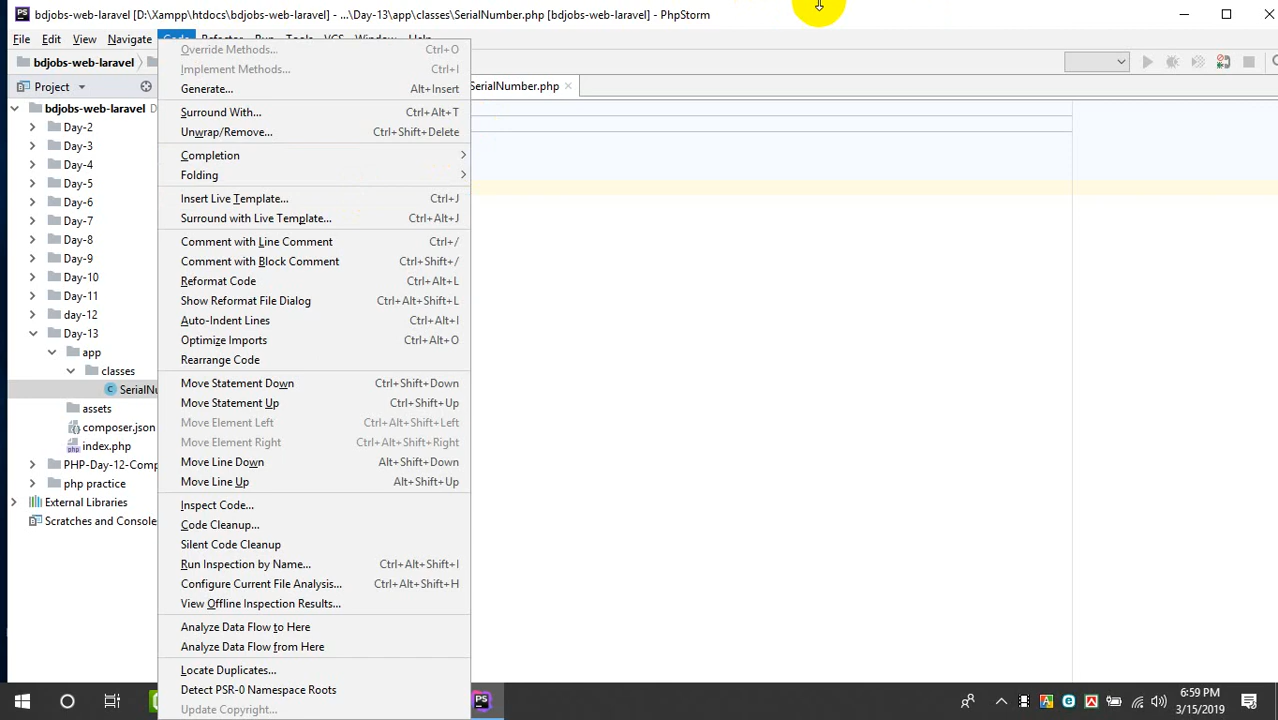 bdjobs-web-laravel [D:\Xampp\htdocs\bdjobs-web-laravel] - ...\Day-13\app\classes\SerialNumber.php [bdjobs-web-laravel] - PhpStorm
File Edit View Navigate Code Refactor Run Tools VCS Window Help
bdjobs-web-laravel
Project
SerialNumber.php
bdjobs-web-laravel
Day-2
Day-3
Day-4
Day-5
Day-6
Day-7
Day-8
Day-9
Day-10
Day-11
day-12
Day-13
app
classes
SerialNu
assets
composer.json
index.php
PHP-Day-12-Comp
php practice
External Libraries
Scratches and Console
Override Methods... Ctrl+O
Implement Methods... Ctrl+I
Generate... Alt+Insert
Surround With... Ctrl+Alt+T
Unwrap/Remove... Ctrl+Shift+Delete
Completion
Folding
Insert Live Template... Ctrl+J
Surround with Live Template... Ctrl+Alt+J
Comment with Line Comment Ctrl+/
Comment with Block Comment Ctrl+Shift+/
Reformat Code Ctrl+Alt+L
Show Reformat File Dialog Ctrl+Alt+Shift+L
Auto-Indent Lines Ctrl+Alt+I
Optimize Imports Ctrl+Alt+O
Rearrange Code
Move Statement Down Ctrl+Shift+Down
Move Statement Up Ctrl+Shift+Up
Move Element Left Ctrl+Alt+Shift+Left
Move Element Right Ctrl+Alt+Shift+Right
Move Line Down Alt+Shift+Down
Move Line Up Alt+Shift+Up
Inspect Code...
Code Cleanup...
Silent Code Cleanup
Run Inspection by Name... Ctrl+Alt+Shift+I
Configure Current File Analysis... Ctrl+Alt+Shift+H
View Offline Inspection Results...
Analyze Data Flow to Here
Analyze Data Flow from Here
Locate Duplicates...
Detect PSR-0 Namespace Roots
Update Copyright...
6:59 PM
3/15/2019